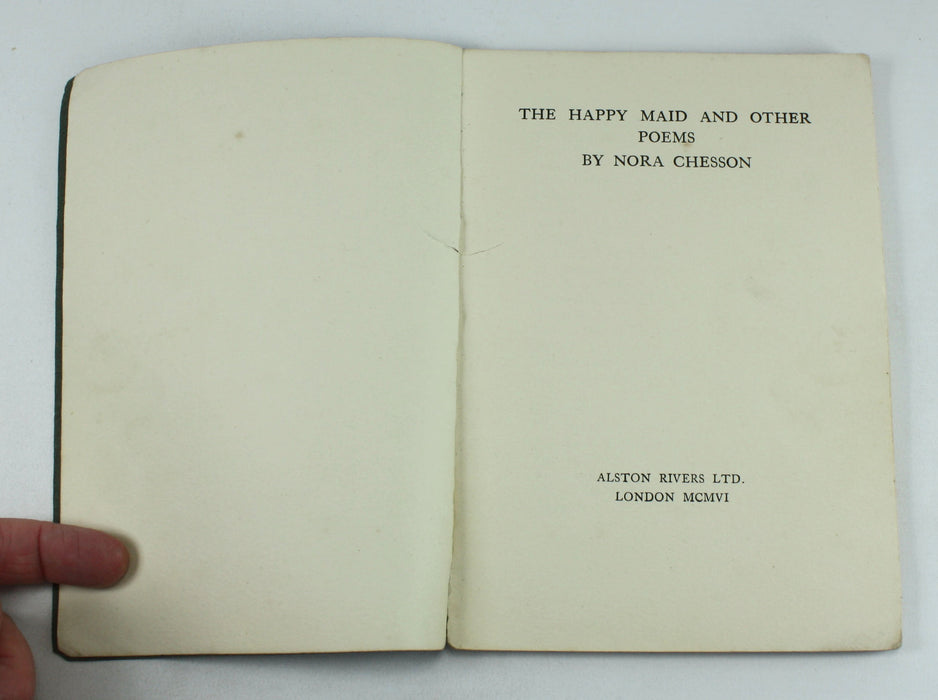 THE HAPPY MAID AND OTHER
POEMS
BY NORA CHESSON
ALSTON RIVERS LTD.
LONDON MCMVI